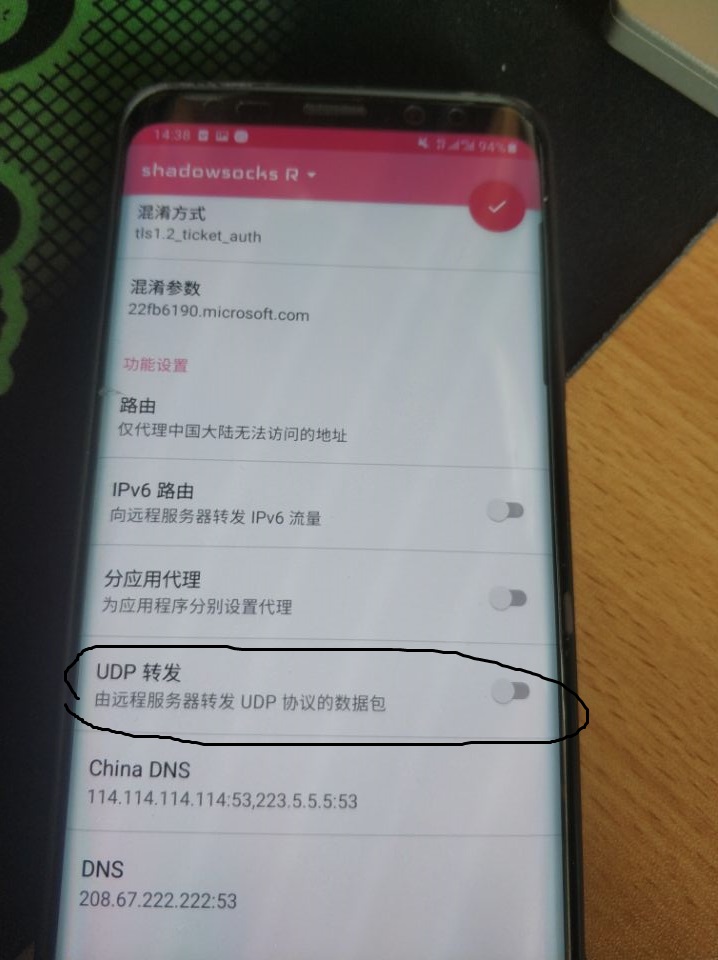 14:38 94%
shadowsocks R
混淆方式
tls1.2_ticket_auth
混淆参数
22fb6190.microsoft.com
功能设置
路由
仅代理中国大陆无法访问的地址
IPv6 路由
向远程服务器转发 IPv6 流量
分应用代理
为应用程序分别设置代理
UDP 转发
由远程服务器转发 UDP 协议的数据包
China DNS
114.114.114.114:53,223.5.5.5:53
DNS
208.67.222.222:53